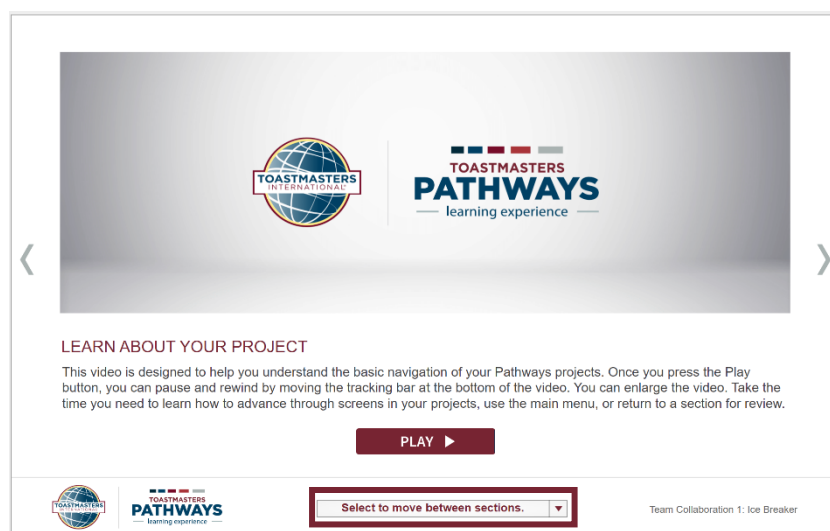 TOASTMASTERS
INTERNATIONAL
TOASTMASTERS
PATHWAYS
learning experience
LEARN ABOUT YOUR PROJECT
This video is designed to help you understand the basic navigation of your Pathways projects. Once you press the Play
button, you can pause and rewind by moving the tracking bar at the bottom of the video. You can enlarge the video. Take the
time you need to learn how to advance through screens in your projects, use the main menu, or return to a section for review.
PLAY
TOASTMASTERS
INTERNATIONAL
TOASTMASTERS
PATHWAYS
learning experience
Select to move between sections.
Team Collaboration 1: Ice Breaker